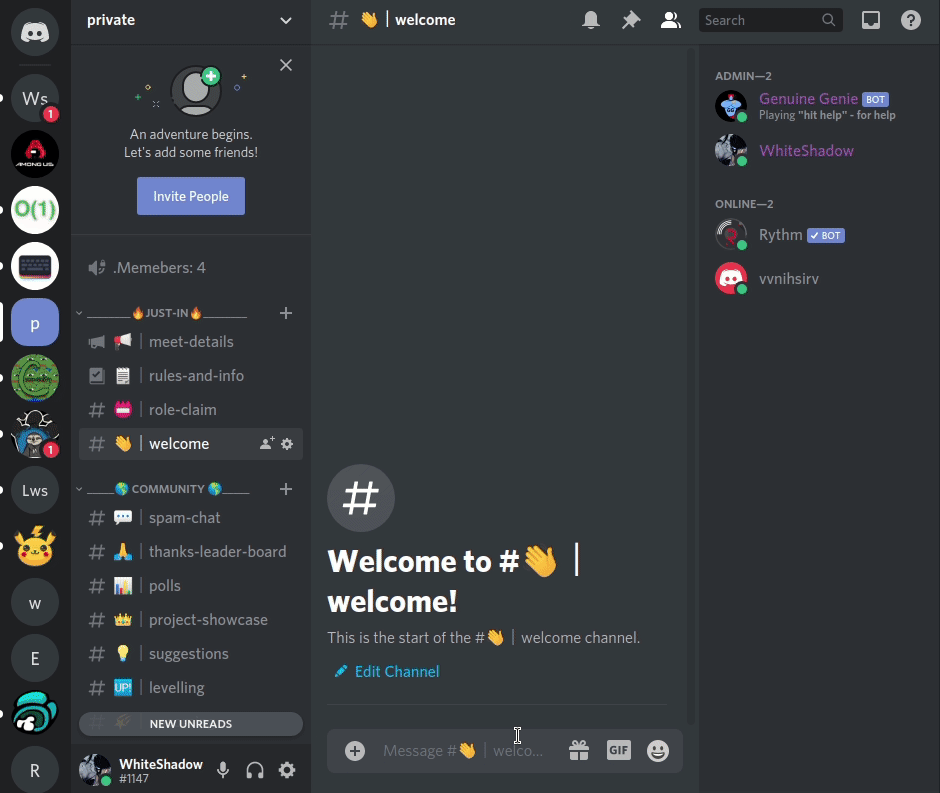 private
👋 | welcome
Search
Ws
1
AMONG US
O(1)
p
1
Lws
w
E
R
An adventure begins.
Let's add some friends!
Invite People
.Memebers: 4
_______🔥JUST-IN🔥_______
📢 | meet-details
🗒 | rules-and-info
📛 | role-claim
👋 | welcome
____🌎 COMMUNITY 🌎____
💬 | spam-chat
🙏 | thanks-leader-board
📊 | polls
👑 | project-showcase
💡 | suggestions
🆙 | levelling
NEW UNREADS
WhiteShadow
#1147
Welcome to #👋 |
welcome!
This is the start of the #👋 | welcome channel.
Edit Channel
Message #👋 | welco...
GIF
ADMIN—2
Genuine Genie BOT
Playing "hit help" - for help
WhiteShadow
ONLINE—2
Rythm ✓ BOT
vvnihsirv